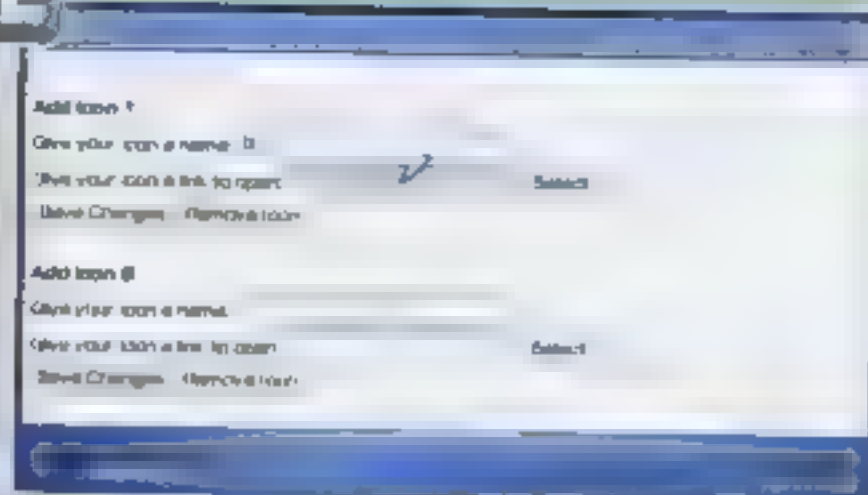 Add Icon
Give your icon a name
Give your icon a link to open
Select
Save Changes Remove Icon
Add Icon
Give your icon a name
Give your icon a link to open
Select
Save Changes Remove Icon